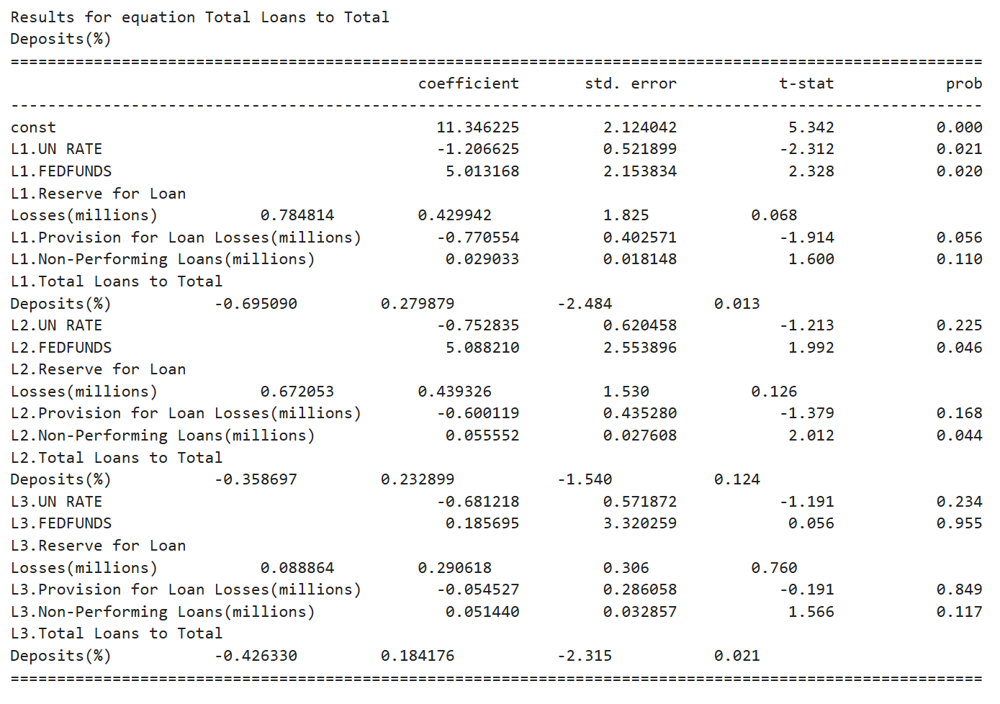 Results for equation Total Loans to Total
Deposits(%)
==========================================================================================================
coefficient std. error t-stat prob
----------------------------------------------------------------------------------------------------------
const 11.346225 2.124042 5.342 0.000
L1.UN RATE -1.206625 0.521899 -2.312 0.021
L1.FEDFUNDS 5.013168 2.153834 2.328 0.020
L1.Reserve for Loan
Losses(millions) 0.784814 0.429942 1.825 0.068
L1.Provision for Loan Losses(millions) -0.770554 0.402571 -1.914 0.056
L1.Non-Performing Loans(millions) 0.029033 0.018148 1.600 0.110
L1.Total Loans to Total
Deposits(%) -0.695090 0.279879 -2.484 0.013
L2.UN RATE -0.752835 0.620458 -1.213 0.225
L2.FEDFUNDS 5.088210 2.553896 1.992 0.046
L2.Reserve for Loan
Losses(millions) 0.672053 0.439326 1.530 0.126
L2.Provision for Loan Losses(millions) -0.600119 0.435280 -1.379 0.168
L2.Non-Performing Loans(millions) 0.055552 0.027608 2.012 0.044
L2.Total Loans to Total
Deposits(%) -0.358697 0.232899 -1.540 0.124
L3.UN RATE -0.681218 0.571872 -1.191 0.234
L3.FEDFUNDS 0.185695 3.320259 0.056 0.955
L3.Reserve for Loan
Losses(millions) 0.088864 0.290618 0.306 0.760
L3.Provision for Loan Losses(millions) -0.054527 0.286058 -0.191 0.849
L3.Non-Performing Loans(millions) 0.051440 0.032857 1.566 0.117
L3.Total Loans to Total
Deposits(%) -0.426330 0.184176 -2.315 0.021
==========================================================================================================